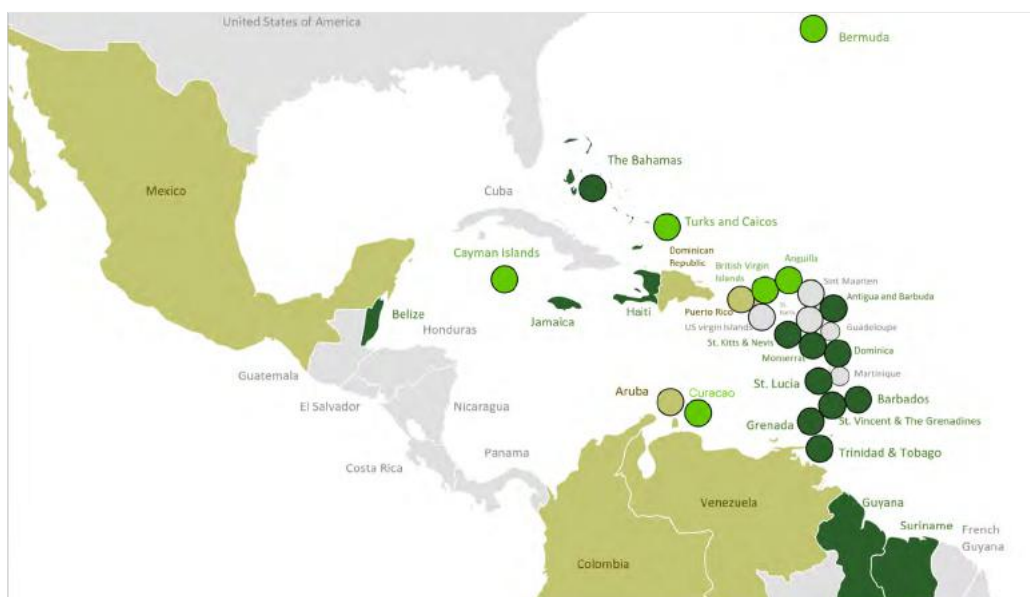 United States of America
Bermuda
The Bahamas
Mexico
Cuba
Turks and Caicos
Cayman Islands
Dominican
Republic
British Virgin
Islands
Anguilla
Sint Maarten
Antigua and Barbuda
Belize
Jamaica
Haiti
Puerto Rico
St.
US virgin Islands
Guadeloupe
Honduras
St. Kitts & Nevis
Monserrat
Dominica
Guatemala
Martinique
St. Lucia
El Salvador
Nicaragua
Aruba
Curacao
Barbados
St. Vincent & The Grenadines
Grenada
Costa Rica
Panama
Trinidad & Tobago
Venezuela
Guyana
Suriname
French
Guyana
Colombia